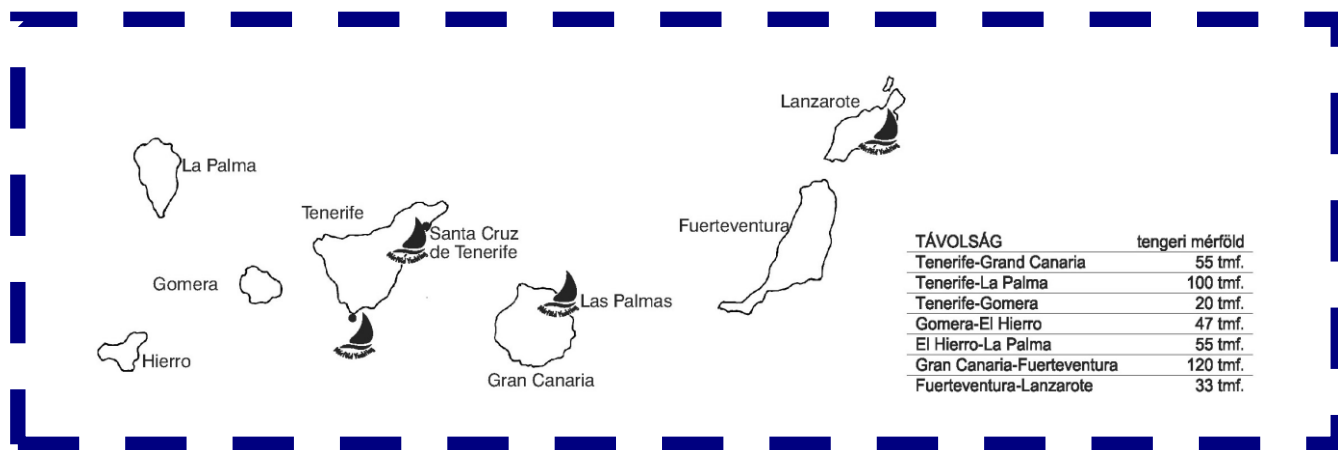 Lanzarote
La Palma
Tenerife
Santa Cruz
de Tenerife
Fuerteventura
Gomera
Las Palmas
Hierro
Gran Canaria
TÁVOLSÁG tengeri mérföld
Tenerife-Grand Canaria 55 tmf.
Tenerife-La Palma 100 tmf.
Tenerife-Gomera 20 tmf.
Gomera-El Hierro 47 tmf.
El Hierro-La Palma 55 tmf.
Gran Canaria-Fuerteventura 120 tmf.
Fuerteventura-Lanzarote 33 tmf.